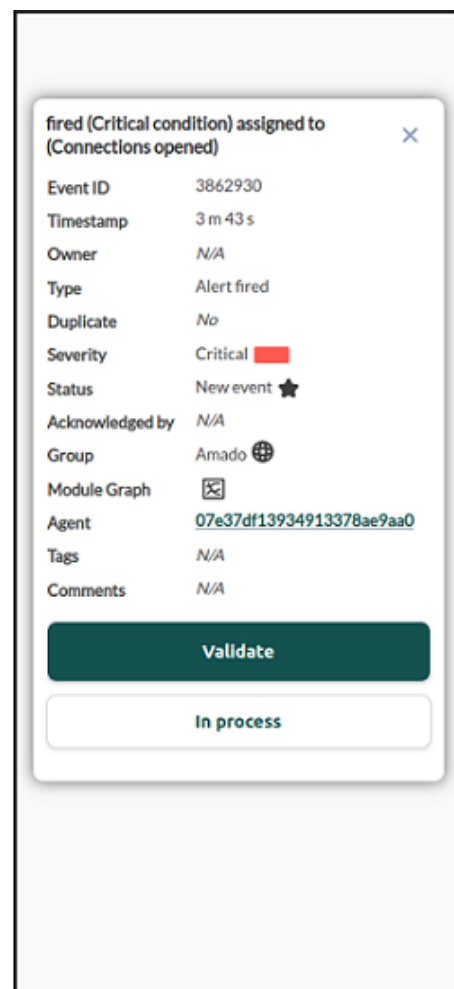 fired (Critical condition) assigned to
(Connections opened)
Event ID 3862930
Timestamp 3 m 43 s
Owner N/A
Type Alert fired
Duplicate No
Severity Critical
Status New event
Acknowledged by N/A
Group Amado
Module Graph
Agent 07e37df13934913378ae9aa0
Tags N/A
Comments N/A
Validate
In process